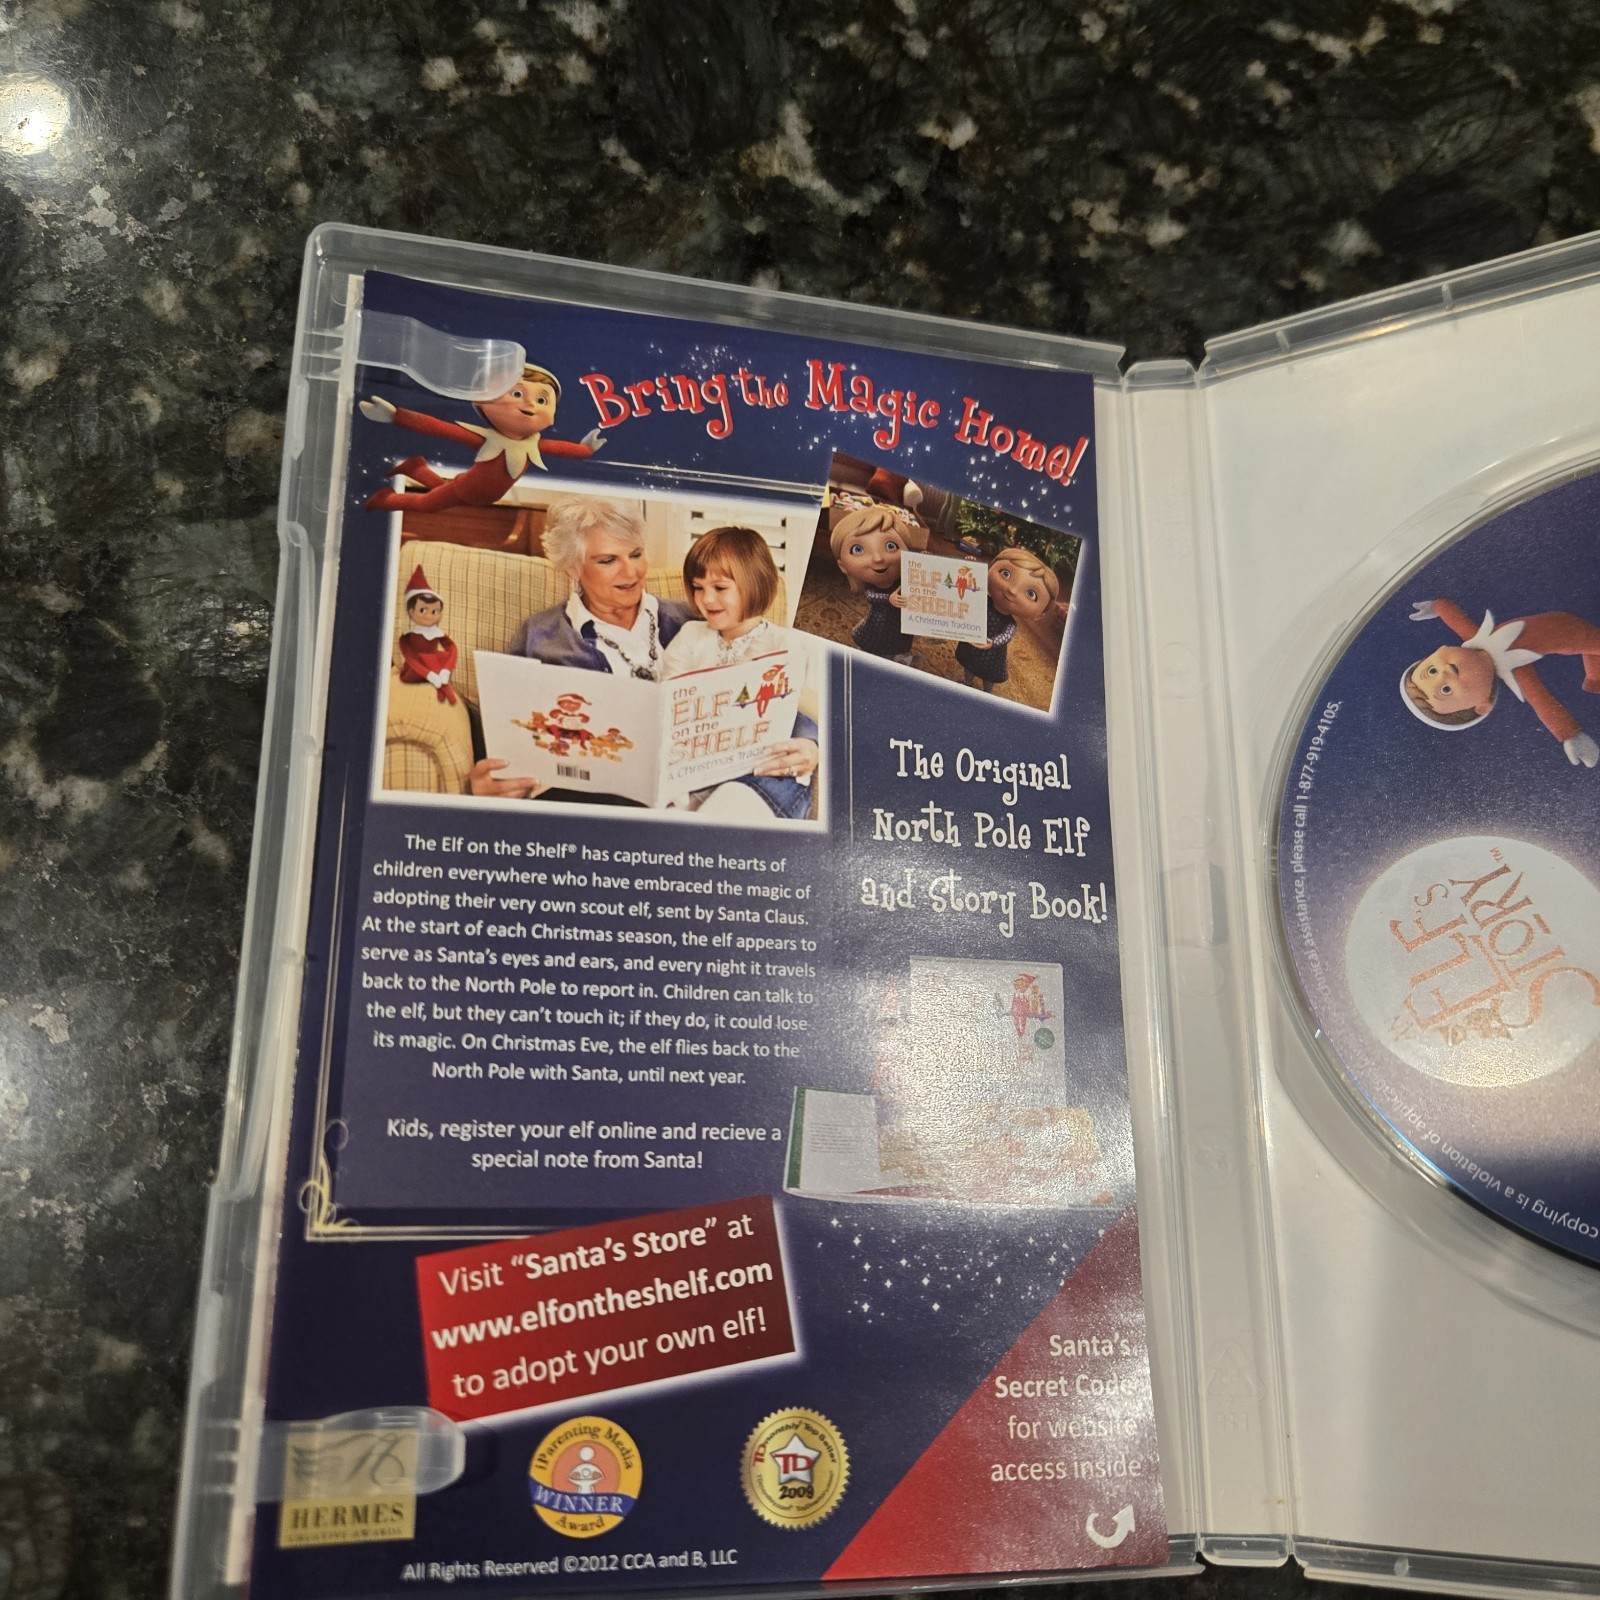 Bring the Magic Home!
the
ELF
on the
SHELF
A Christmas Tradition
the
ELF
on the
SHELF
A Christmas
The Original
North Pole Elf
and Story Book!
The Elf on the Shelf® has captured the hearts of
children everywhere who have embraced the magic of
adopting their very own scout elf, sent by Santa Claus.
At the start of each Christmas season, the elf appears to
serve as Santa's eyes and ears, and every night it travels
back to the North Pole to report in. Children can talk to
the elf, but they can't touch it; if they do, it could lose
its magic. On Christmas Eve, the elf flies back to the
North Pole with Santa, until next year.
Kids, register your elf online and recieve a
special note from Santa!
Visit "Santa's Store" at
www.elfontheshelf.com
to adopt your own elf!
Santa's
Secret Code
for website
access inside
HERMES
CREATIVE AWARDS
iParenting Media
WINNER
Award
TDmonthly Top Seller
TD
2009
All Rights Reserved ©2012 CCA and B, LLC
ELF'S
STORY™
assistance, please call 1-877-919-4105.
copying is a violation of